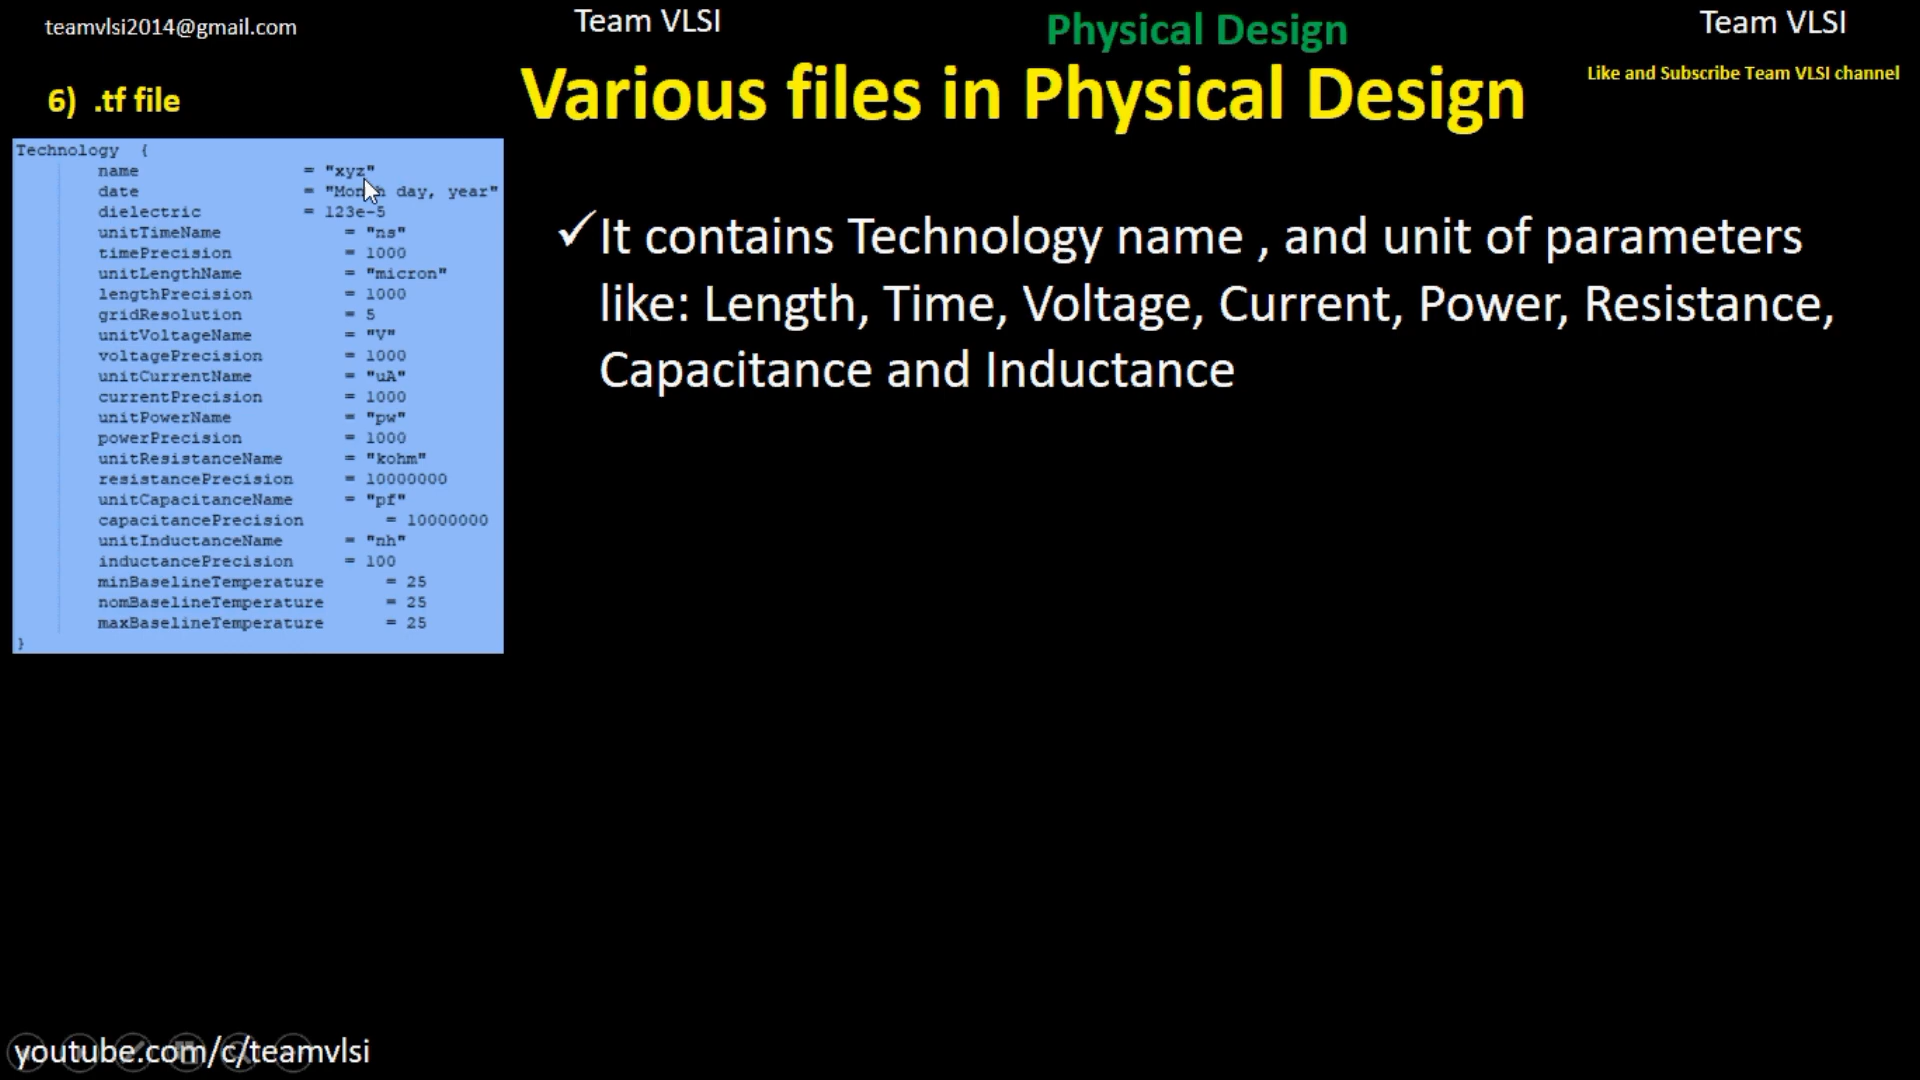 teamvlsi2014@gmail.com
Team VLSI
Physical Design
Team VLSI
Like and Subscribe Team VLSI channel
Various files in Physical Design
6) .tf file
Technology {
name = "xyz"
date = "Month day, year"
dielectric = 123e-5
unitTimeName = "ns"
timePrecision = 1000
unitLengthName = "micron"
lengthPrecision = 1000
gridResolution = 5
unitVoltageName = "V"
voltagePrecision = 1000
unitCurrentName = "uA"
currentPrecision = 1000
unitPowerName = "pw"
powerPrecision = 1000
unitResistanceName = "kohm"
resistancePrecision = 10000000
unitCapacitanceName = "pf"
capacitancePrecision = 10000000
unitInductanceName = "nh"
inductancePrecision = 100
minBaselineTemperature = 25
nomBaselineTemperature = 25
maxBaselineTemperature = 25
}
✓It contains Technology name , and unit of parameters
like: Length, Time, Voltage, Current, Power, Resistance,
Capacitance and Inductance
youtube.com/c/teamvlsi